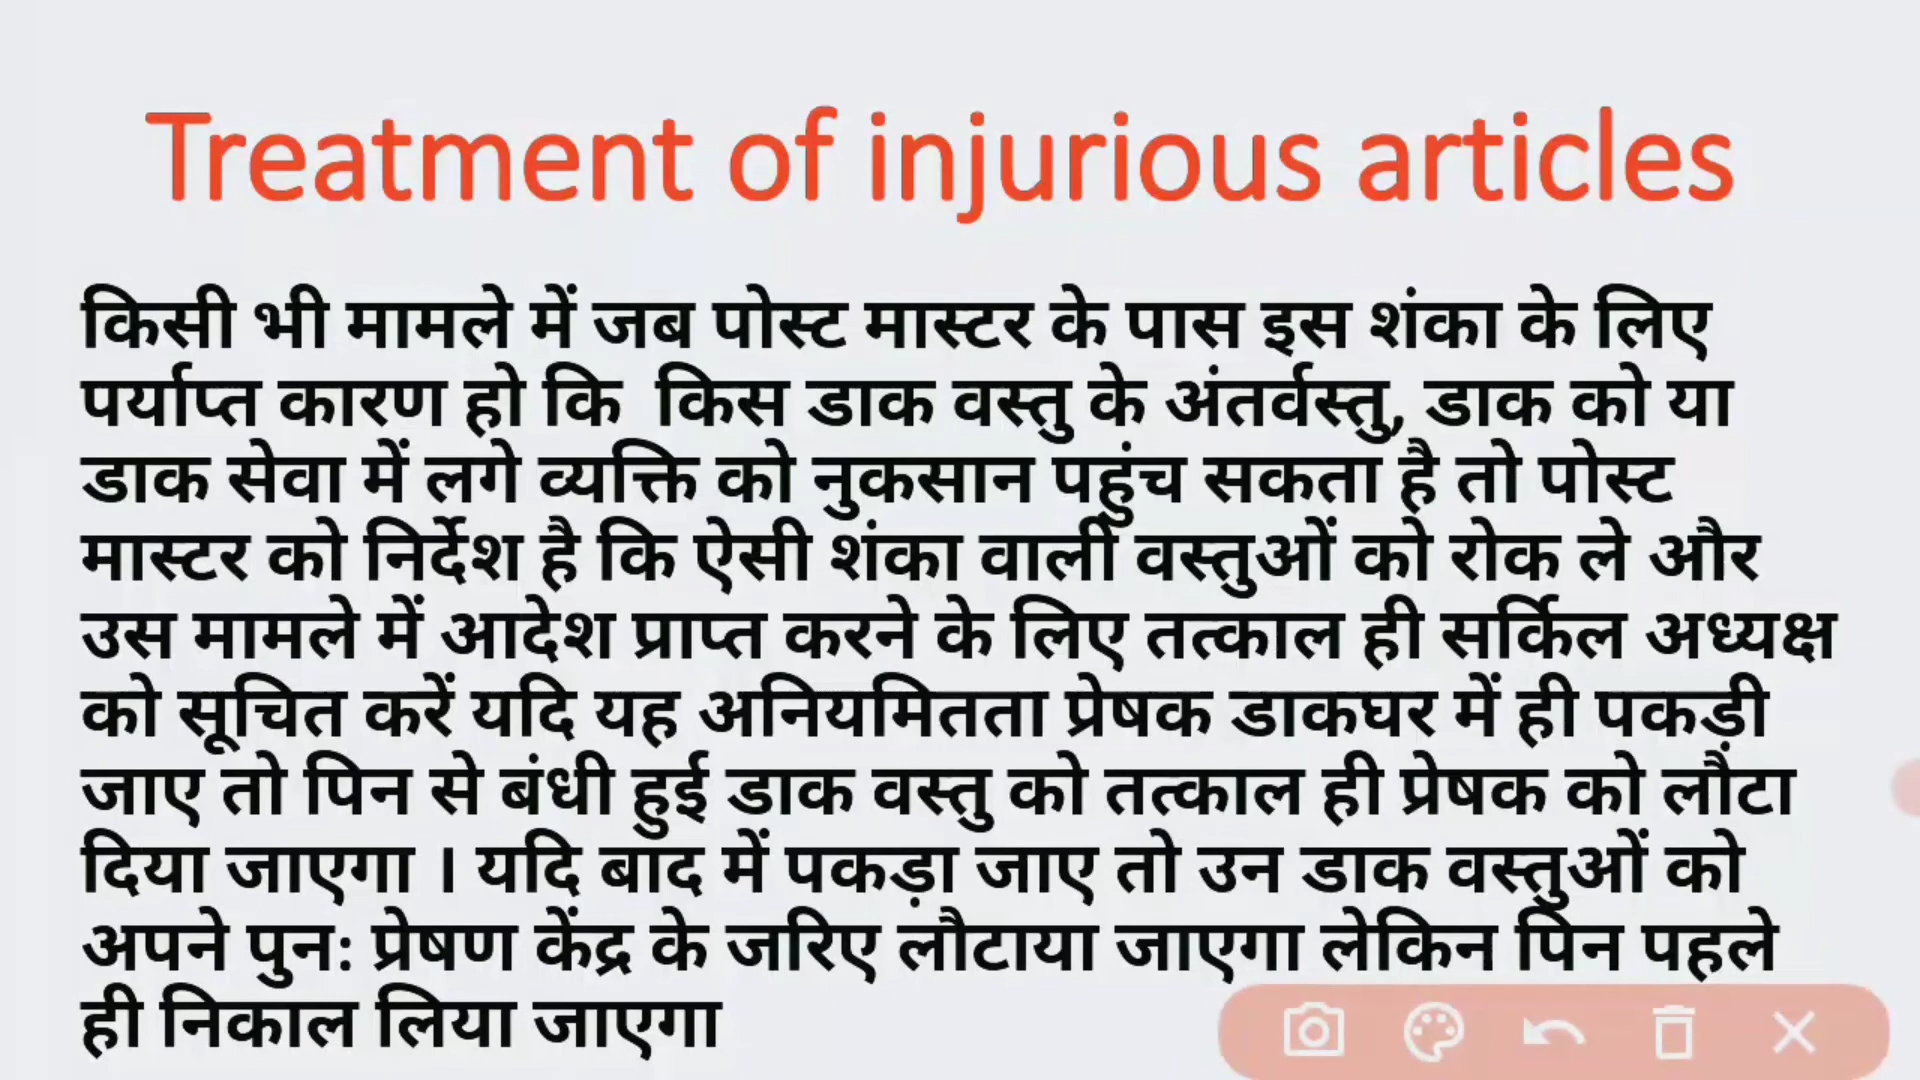 Treatment of injurious articles
किसी भी मामले में जब पोस्ट मास्टर के पास इस शंका के लिए
पर्याप्त कारण हो कि किस डाक वस्तु के अंतर्वस्तु, डाक को या
डाक सेवा में लगे व्यक्ति को नुकसान पहुंच सकता है तो पोस्ट
मास्टर को निर्देश है कि ऐसी शंका वाली वस्तुओं को रोक ले और
उस मामले में आदेश प्राप्त करने के लिए तत्काल ही सर्किल अध्यक्ष
को सूचित करें यदि यह अनियमितता प्रेषक डाकघर में ही पकड़ी
जाए तो पिन से बंधी हुई डाक वस्तु को तत्काल ही प्रेषक को लौटा
दिया जाएगा । यदि बाद में पकड़ा जाए तो उन डाक वस्तुओं को
अपने पुन: प्रेषण केंद्र के जरिए लौटाया जाएगा लेकिन पिन पहले
ही निकाल लिया जाएगा